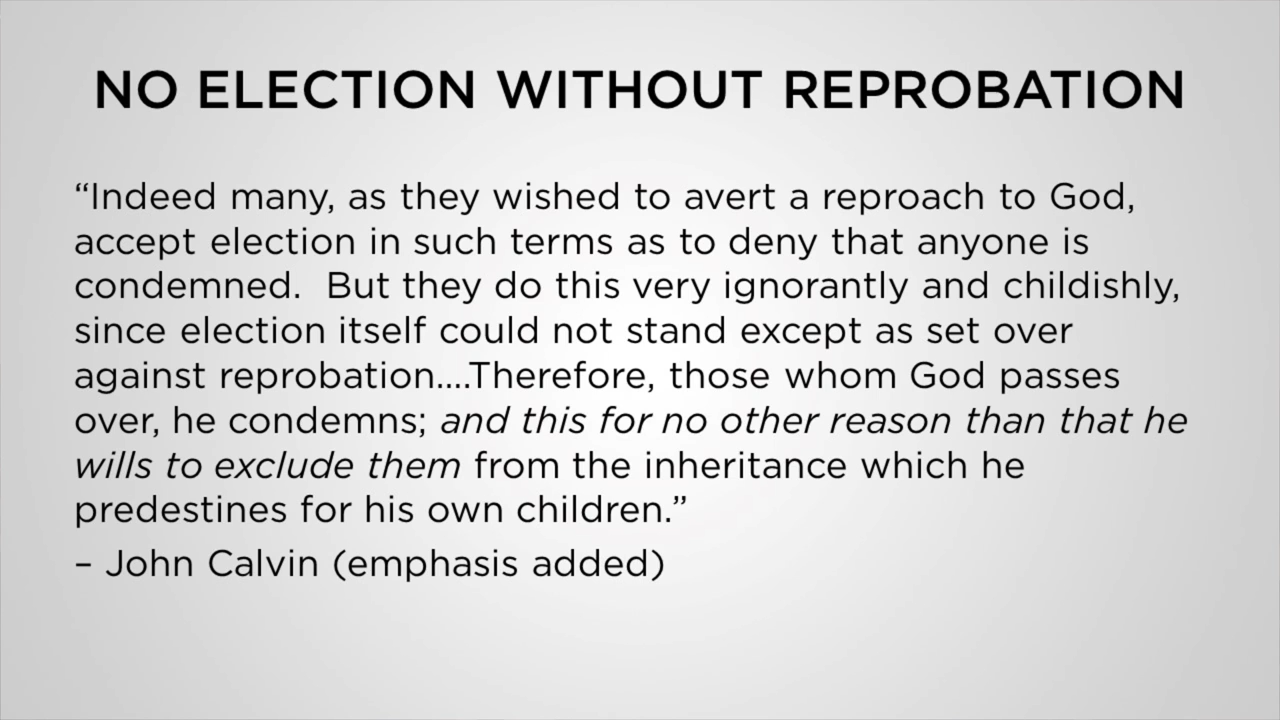 NO ELECTION WITHOUT REPROBATION
“Indeed many, as they wished to avert a reproach to God,
accept election in such terms as to deny that anyone is
condemned.  But they do this very ignorantly and childishly,
since election itself could not stand except as set over
against reprobation....Therefore, those whom God passes
over, he condemns; and this for no other reason than that he
wills to exclude them from the inheritance which he
predestines for his own children.”
– John Calvin (emphasis added)